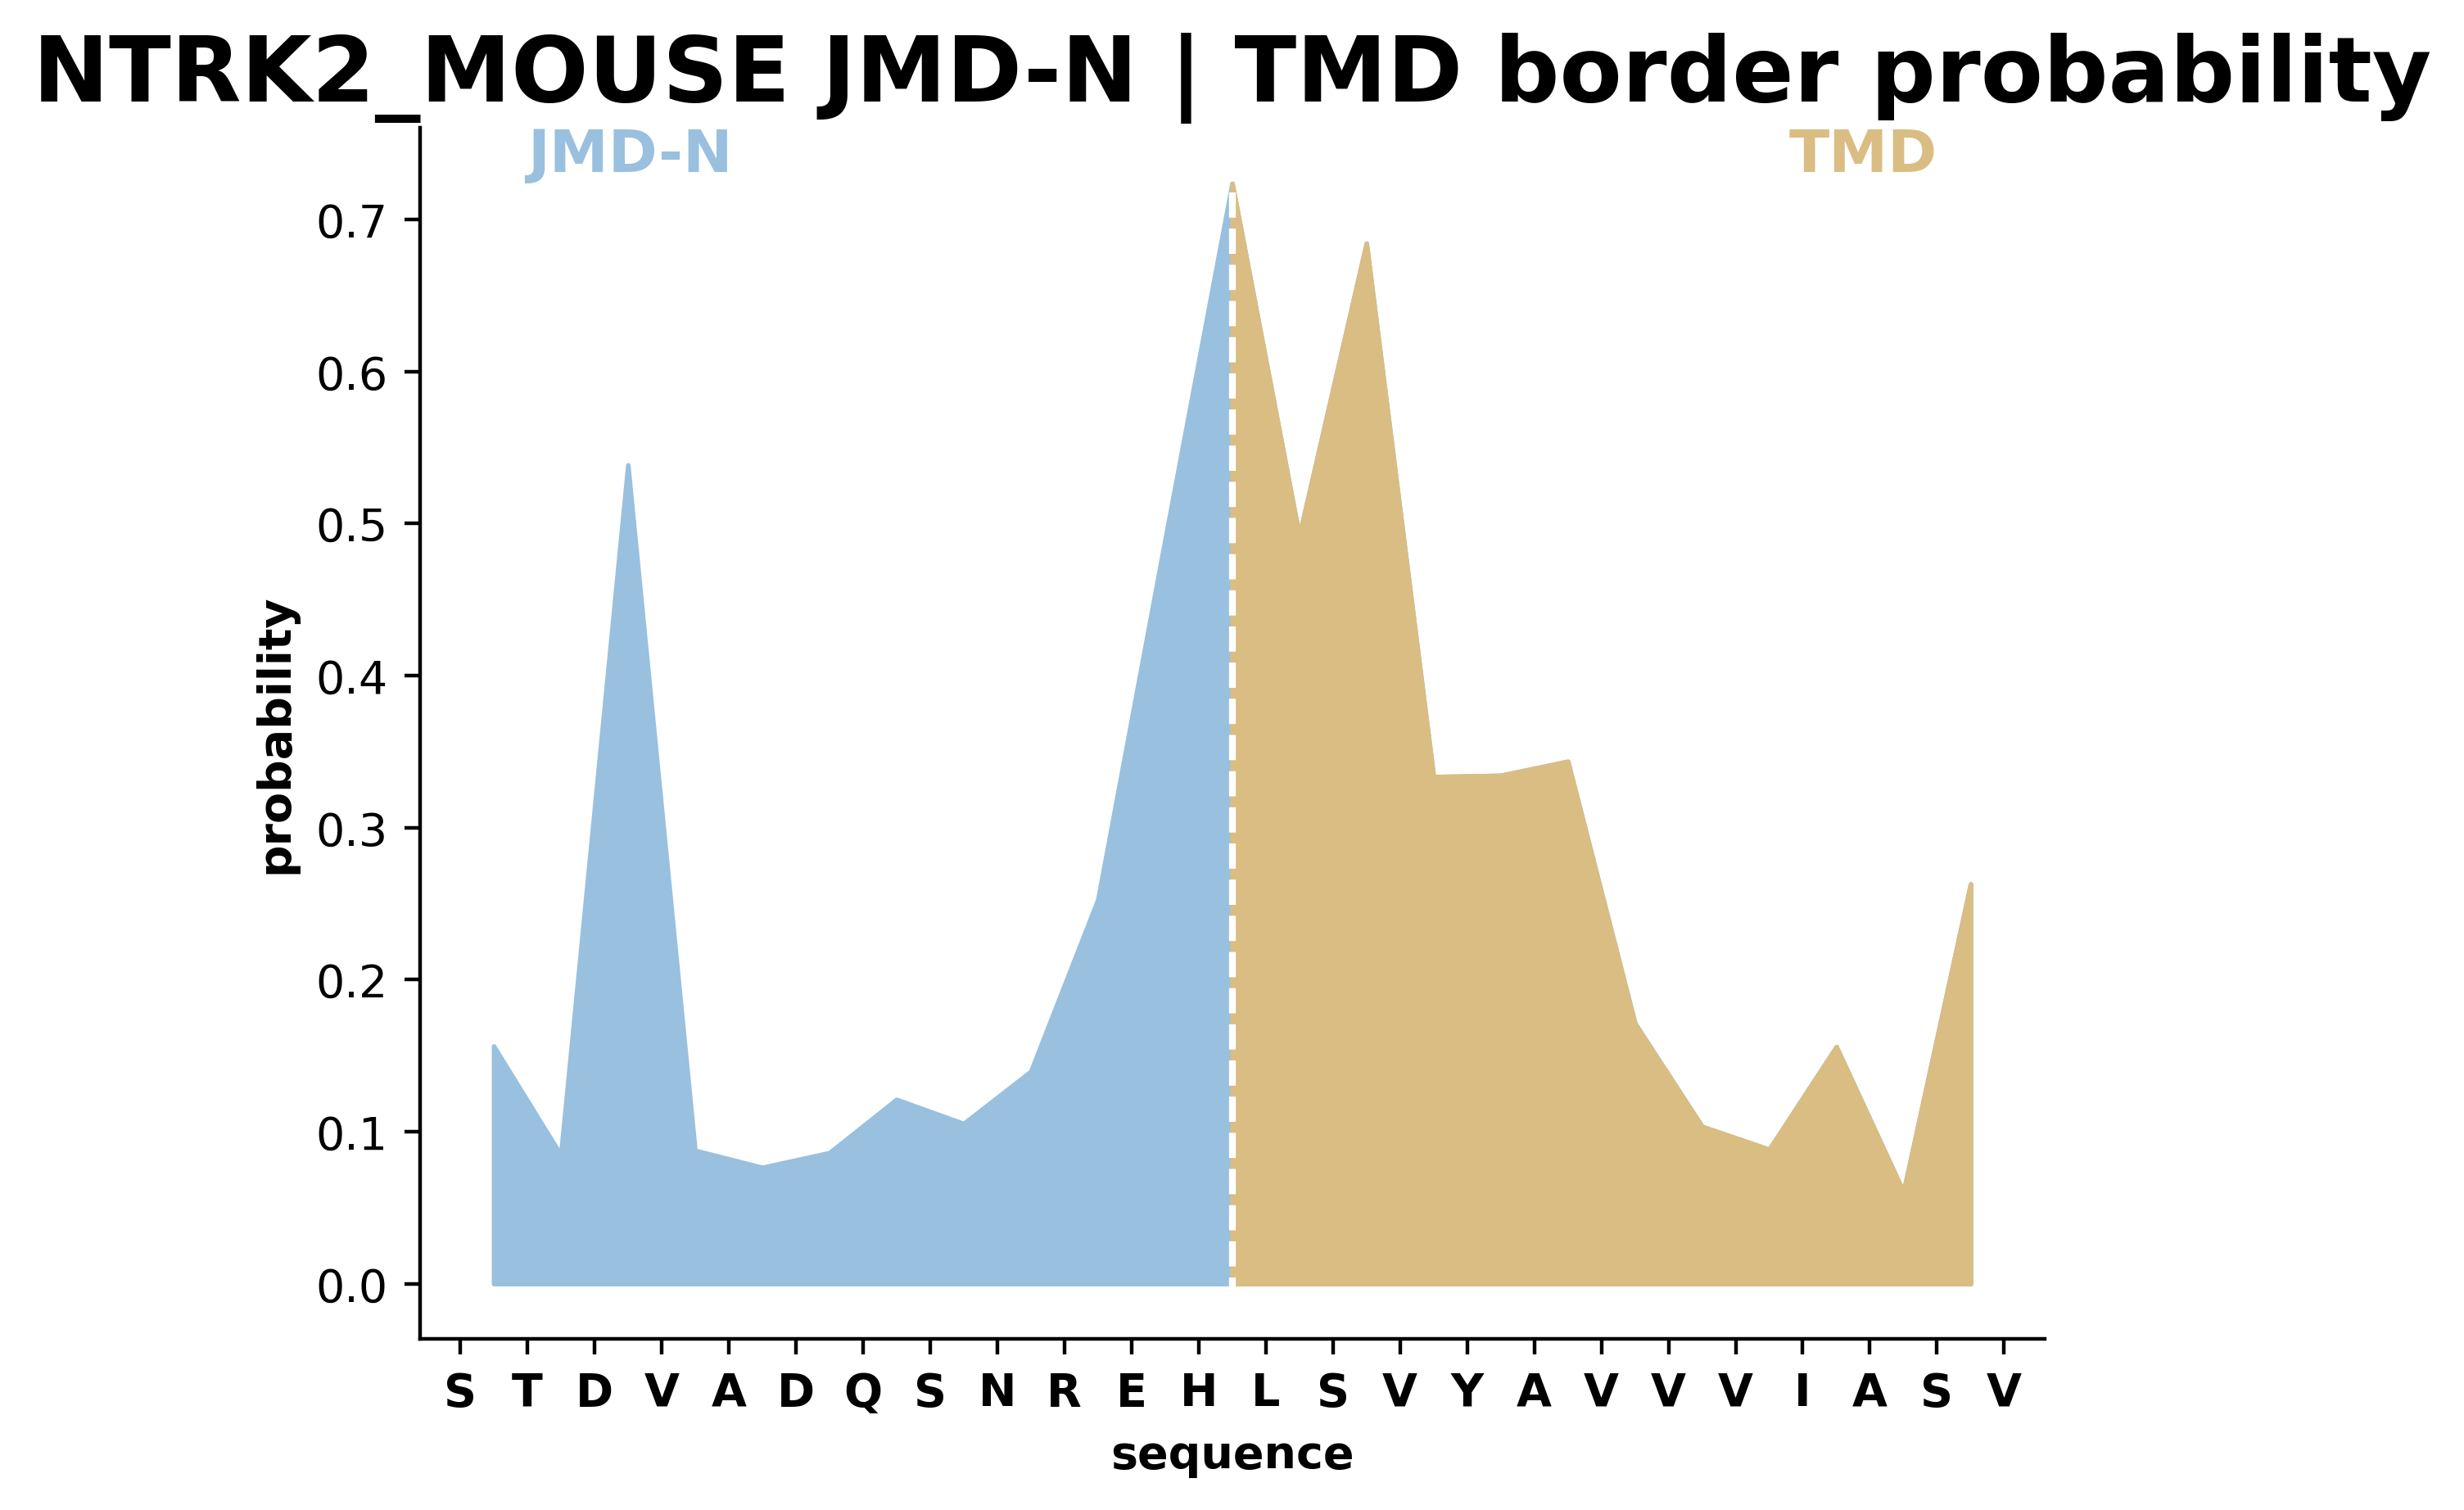 NTRK2_MOUSE JMD-N | TMD border probability
JMD-N TMD
0.7
0.6
0.5
0.4
0.3
0.2
0.1
0.0
probability
S T D V A D Q S N R E H L S V Y A V V V I A S V
sequence